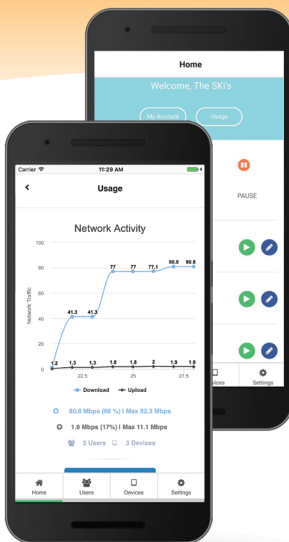 Home
Welcome, The SKi's
My Account
Usage
PAUSE
Settings
Carrier
11:29 AM
Usage
Network Activity
Network Traffic
100
80
60
40
20
0
1.2
41.3
41.3
77
77
77.1
80.8
80.8
1.3
1.3
1.8
1.8
2
1.9
1.9
22.5
25
27.5
Download
Upload
80.8 Mbps (98 %) I Max 82.3 Mbps
1.9 Mbps (17%) I Max 11.1 Mbps
3 Users
3 Devices
Home
Users
Devices
Settings